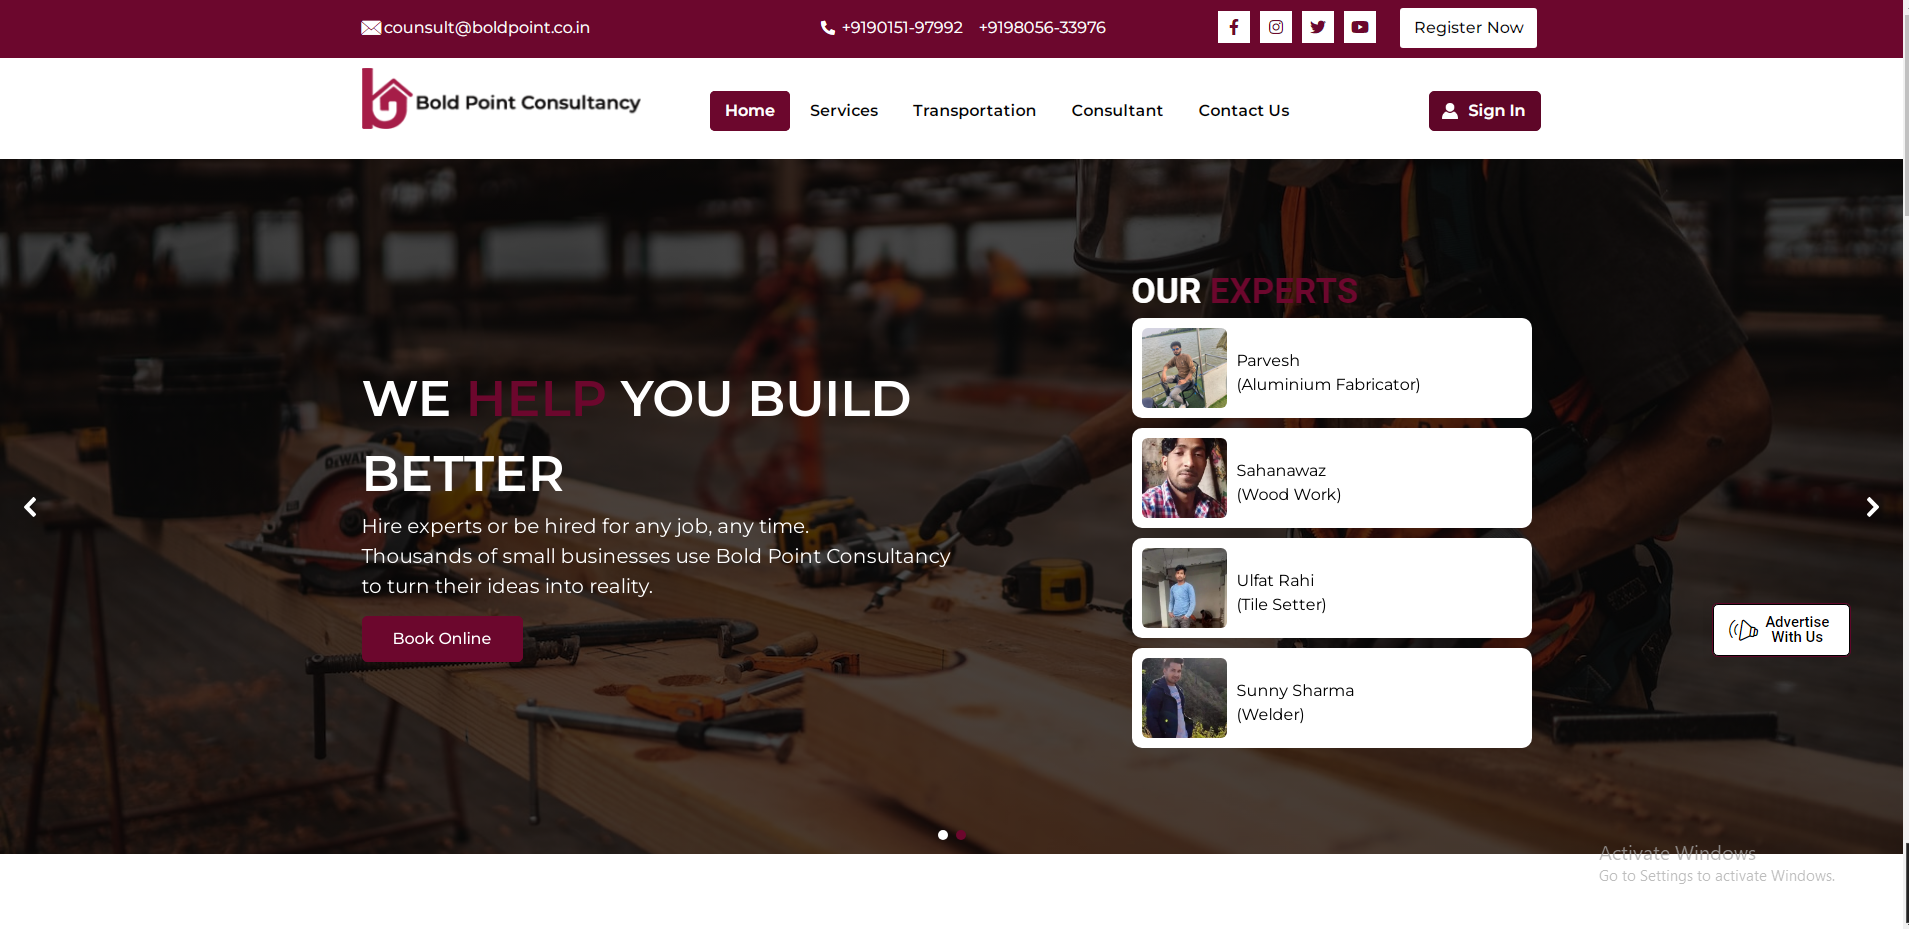 counsult@boldpoint.co.in
+9190151-97992 +9198056-33976
Register Now
Bold Point Consultancy
Home
Services
Transportation
Consultant
Contact Us
Sign In
WE HELP YOU BUILD
BETTER
Hire experts or be hired for any job, any time.
Thousands of small businesses use Bold Point Consultancy
to turn their ideas into reality.
Book Online
OUR EXPERTS
Parvesh
(Aluminium Fabricator)
Sahanawaz
(Wood Work)
Ulfat Rahi
(Tile Setter)
Sunny Sharma
(Welder)
Advertise
With Us
DEWALT
Activate Windows
Go to Settings to activate Windows.